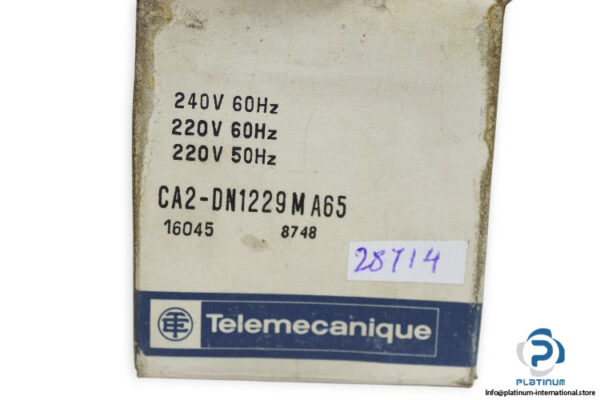 240V 60Hz
220V 60Hz
220V 50Hz
CA2-DN1229 M A65
16045 8748
28714
Telemecanique
PLATINUM
info@platinum-international.store